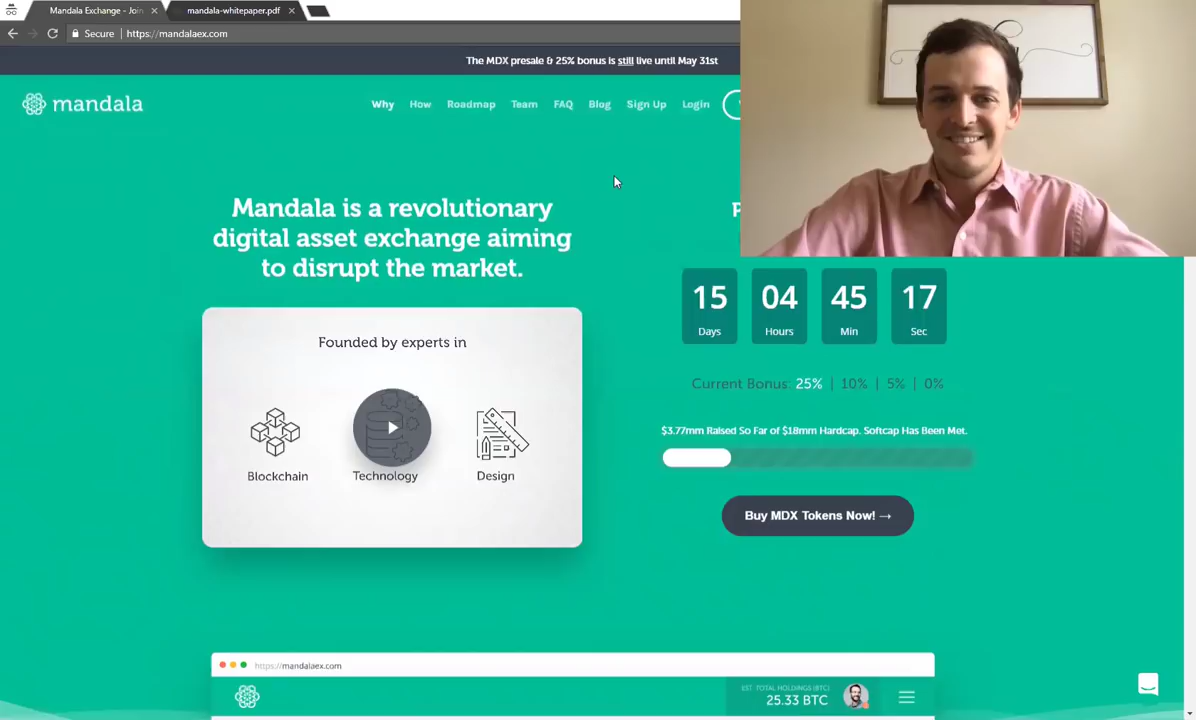 Mandala Exchange - Join
mandala-whitepaper.pdf
Secure
https://mandalaex.com
The MDX presale & 25% bonus is still live until May 31st
mandala
Why
How
Roadmap
Team
FAQ
Blog
Sign Up
Login
Mandala is a revolutionary
digital asset exchange aiming
to disrupt the market.
Founded by experts in
Blockchain
Technology
Design
15
04
45
17
Days
Hours
Min
Sec
Current Bonus: 25% | 10% | 5% | 0%
$3.77mm Raised So Far of $18mm Hardcap. Softcap Has Been Met.
Buy MDX Tokens Now! →
https://mandalaex.com
EST. TOTAL HOLDINGS (BTC)
25.33 BTC